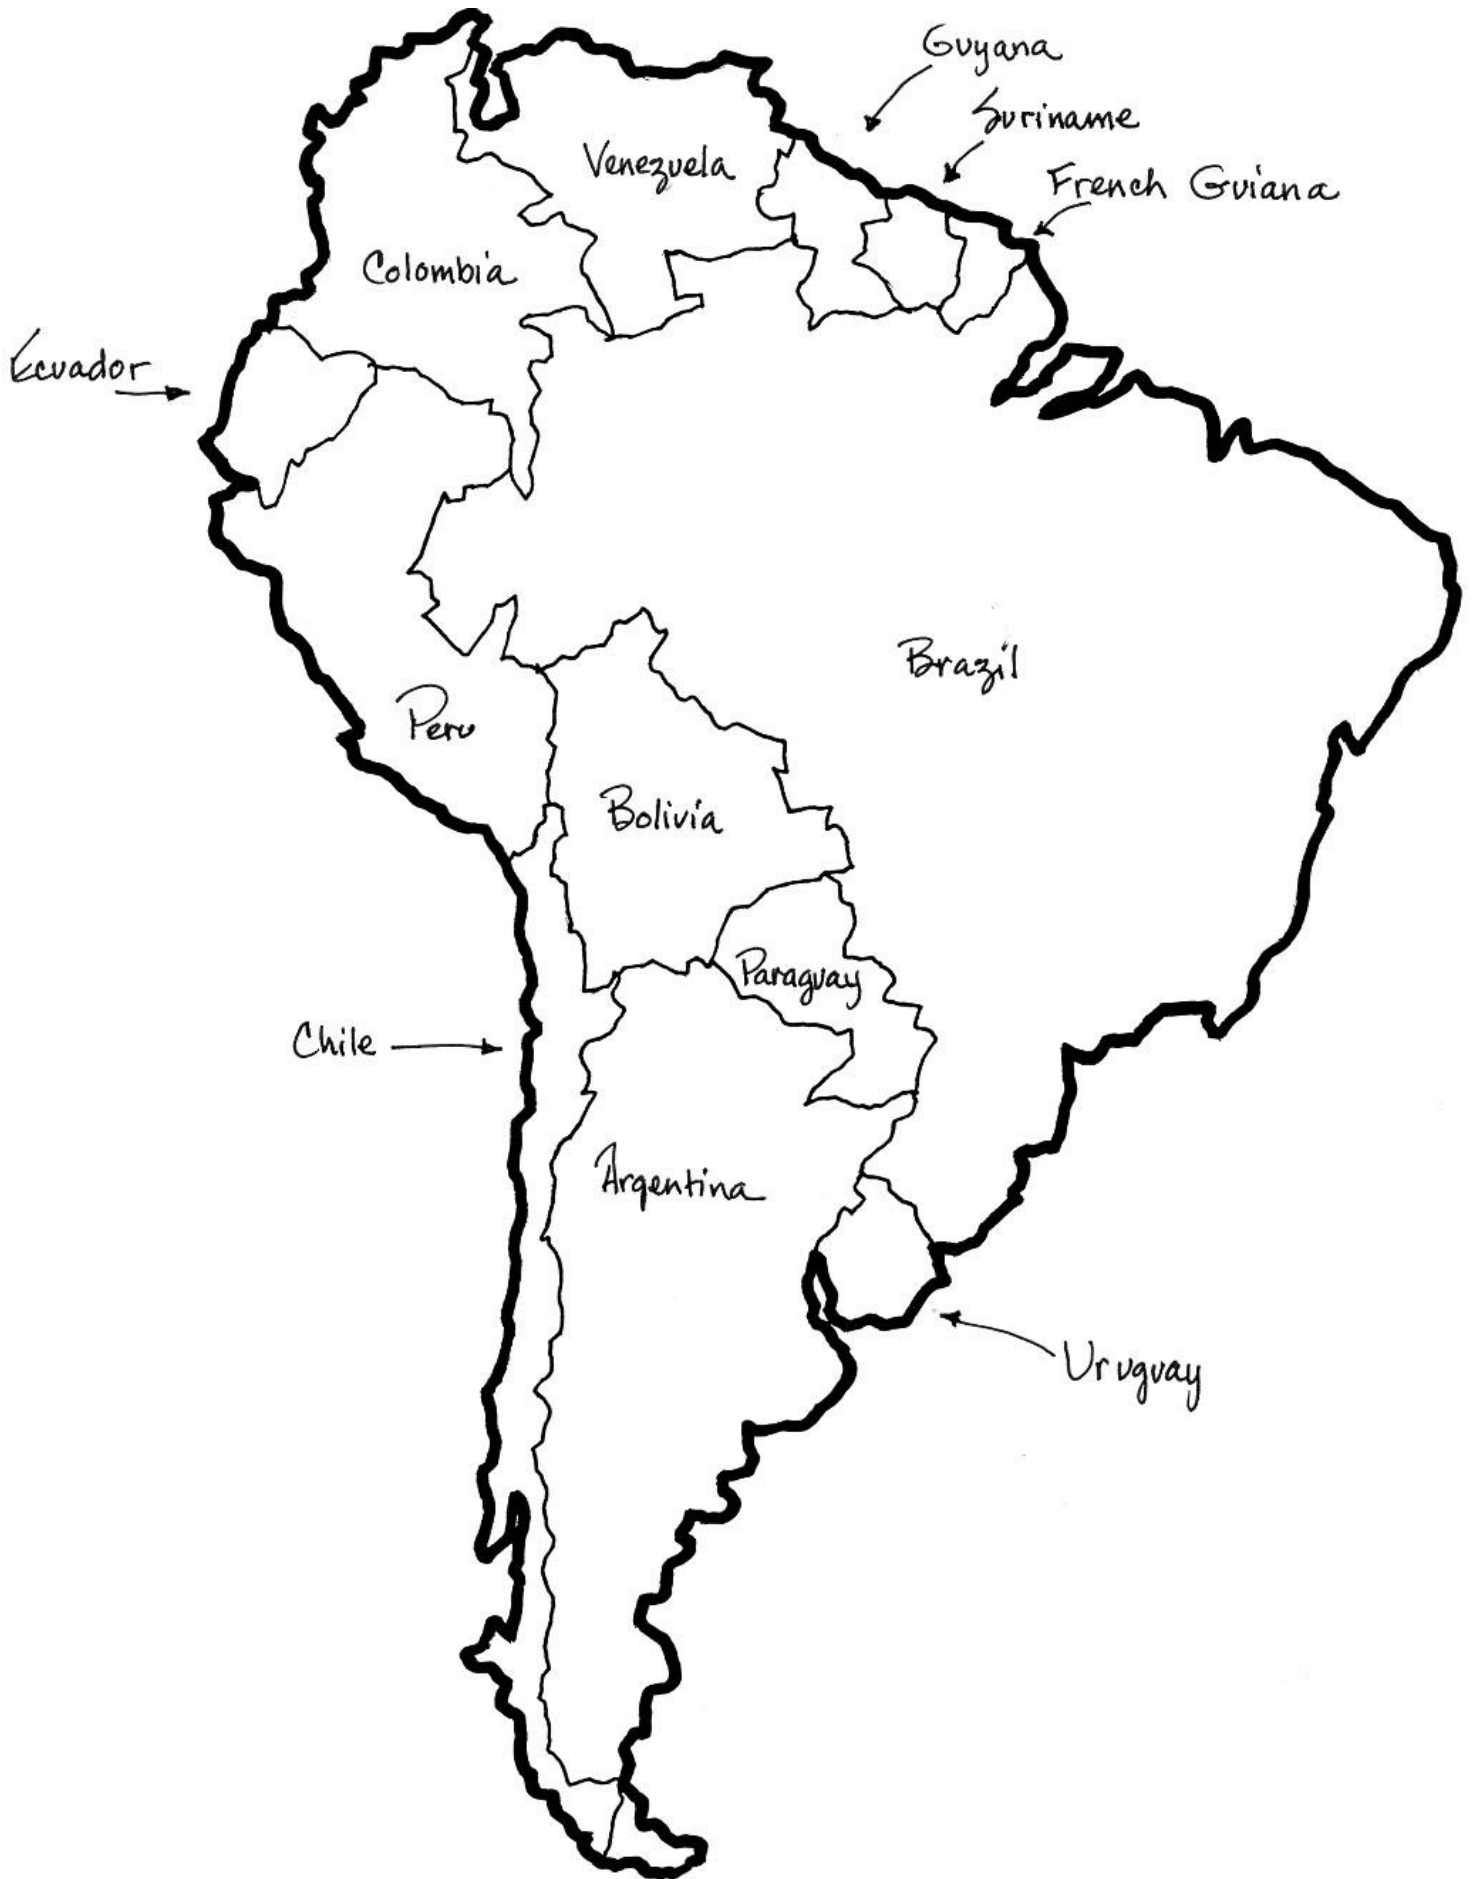 Guyana
Suriname
Venezuela
French Guiana
Colombia
Ecuador
Brazil
Peru
Bolivia
Paraguay
Chile
Argentina
Uruguay